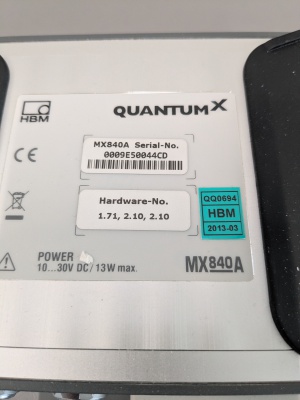 HBM
QUANTUMX
MX840A Serial-No.
0009E50044CD
CE
Hardware-No.
1.71, 2.10, 2.10
QQ0694
HBM
2013-03
POWER
10...30V DC/13W max.
MX840A